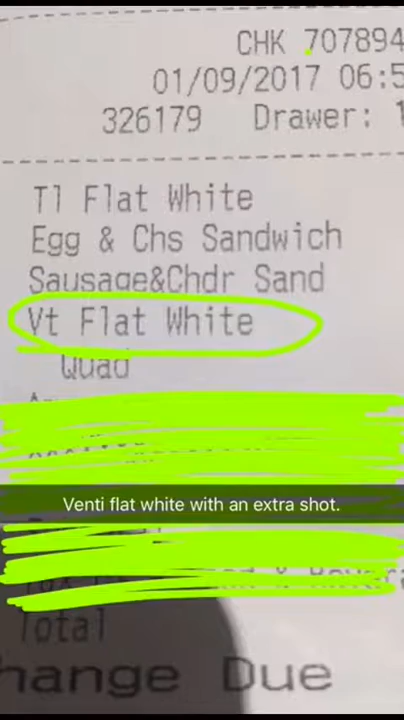 CHK 707894
01/09/2017 06:5
326179 Drawer: 1
Tl Flat White
Egg & Chs Sandwich
Sausage&Chdr Sand
Vt Flat White
Quad
Venti flat white with an extra shot.
Total
hange Due